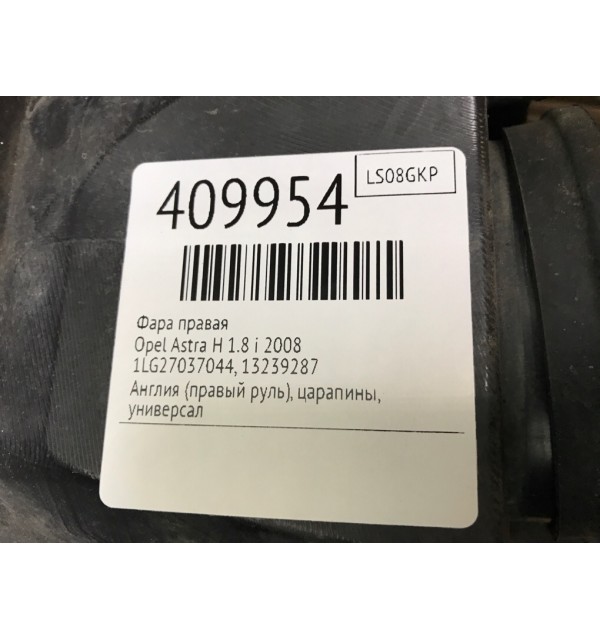 LS08GKP
409954
Фара правая
Opel Astra H 1.8 i 2008
1LG27037044, 13239287
Англия (правый руль), царапины,
универсал